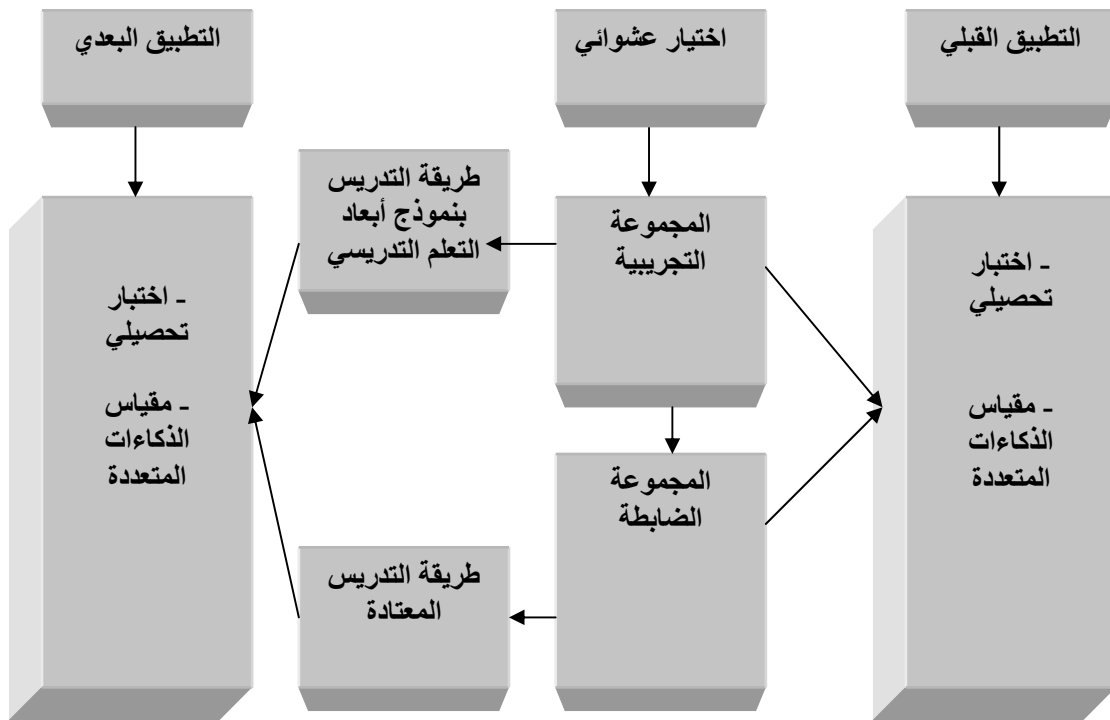 التطبيق القبلي
اختيار عشوائي
التطبيق البعدي
- اختبار
تحصيلي
- مقياس
الذكاءات
المتعددة
المجموعة
التجريبية
المجموعة
الضابطة
طريقة التدريس
بنموذج أبعاد
التعلم التدريسي
طريقة التدريس
المعتادة
- اختبار
تحصيلي
- مقياس
الذكاءات
المتعددة